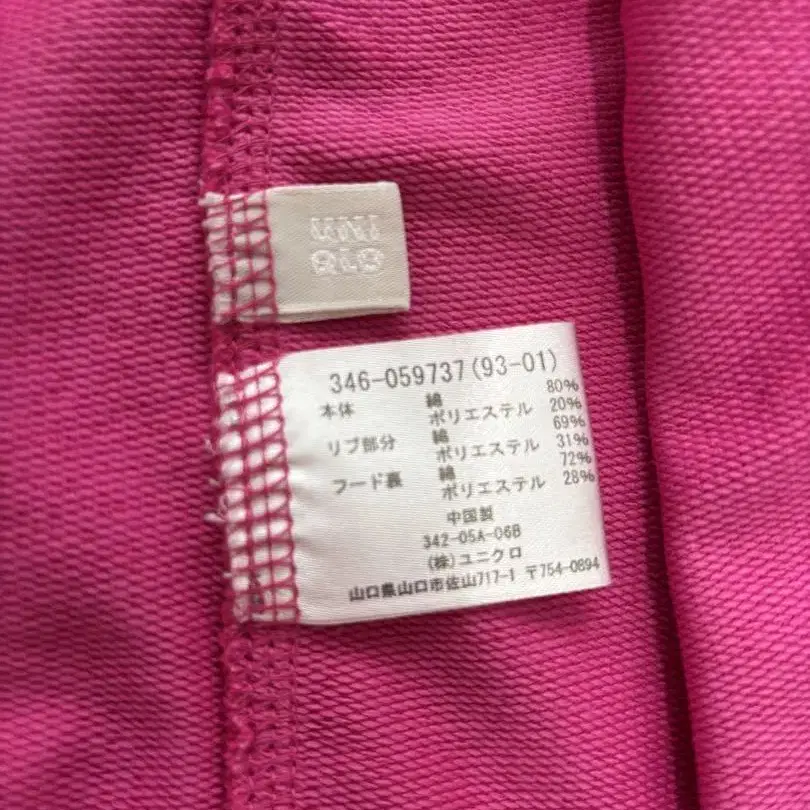 UNI
QLO
346-059737(93-01)
本体 綿 80%
ポリエステル 20%
リブ部分 綿 69%
ポリエステル 31%
フード裏 綿 72%
ポリエステル 28%
中国製
342-05A-06B
(株)ユニクロ
山口県山口市佐山717-1 〒754-0894